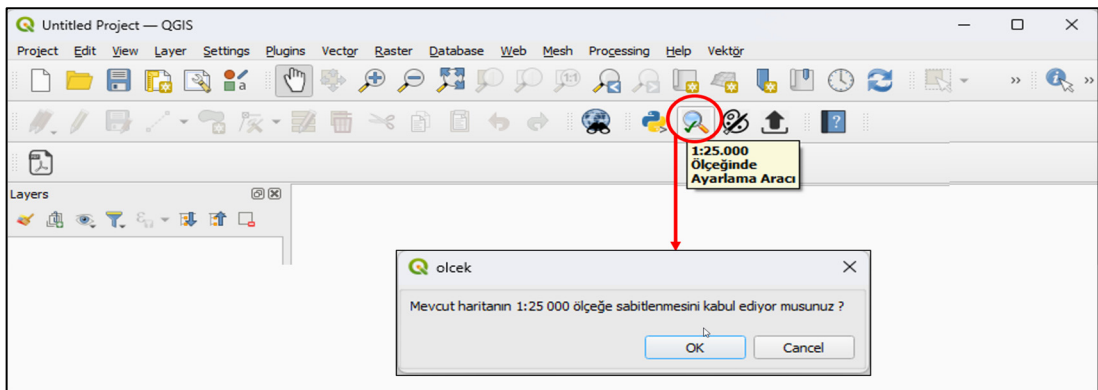 Untitled Project — QGIS
Project Edit View Layer Settings Plugins Vector Raster Database Web Mesh Processing Help Vektör
1:25.000
Ölçeğinde
Ayarlama Aracı
Layers
olcek
Mevcut haritanın 1:25 000 ölçeğe sabitlenmesini kabul ediyor musunuz ?
OK Cancel